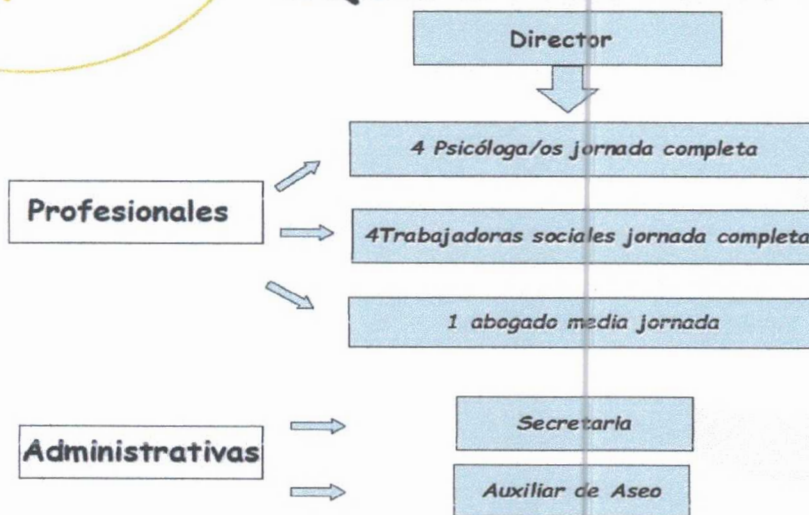 Director
4 Psicóloga/os jornada completa
Profesionales
4Trabajadoras sociales jornada completa
1 abogado media jornada
Secretaria
Administrativas
Auxiliar de Aseo